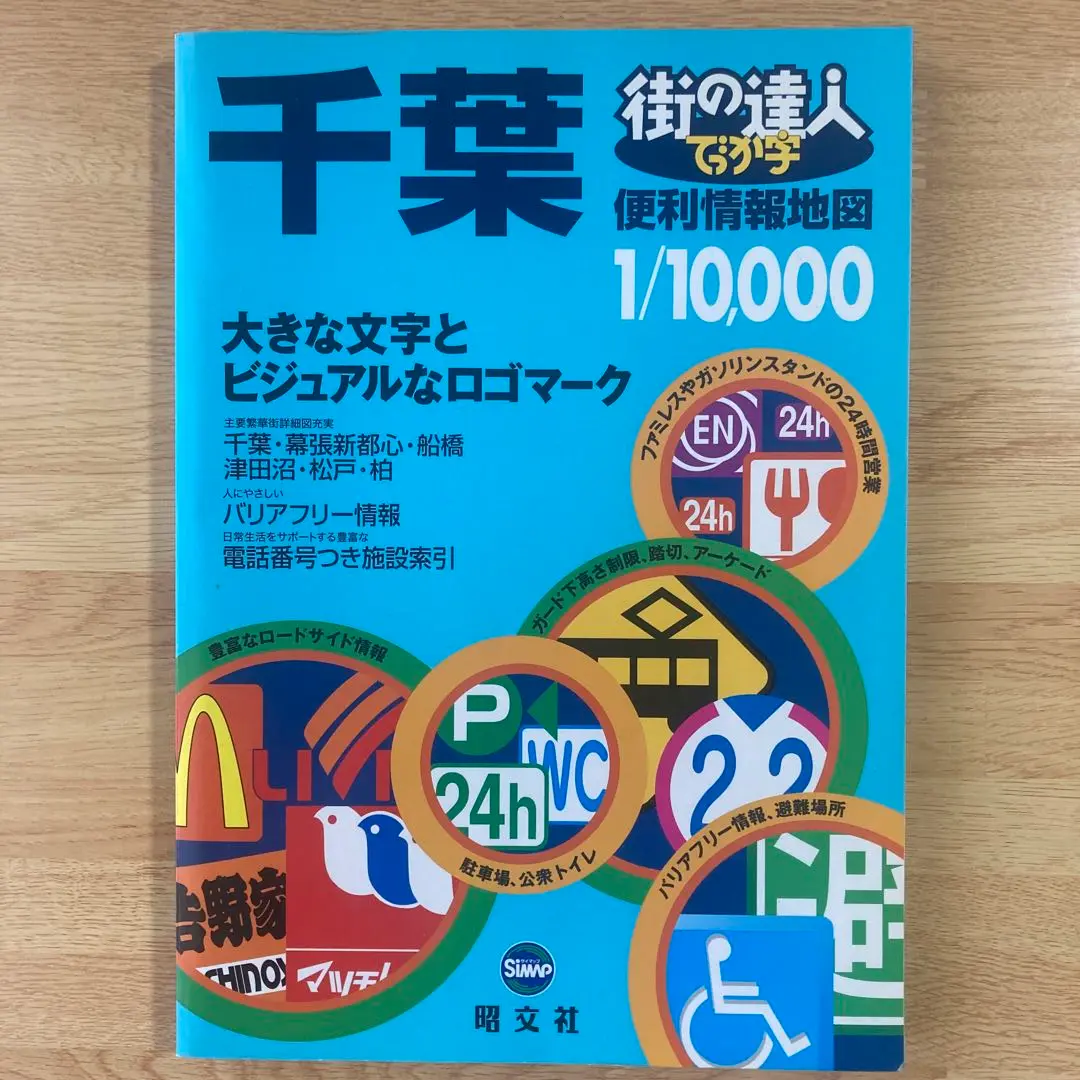 千葉
街の達人
でっか字
便利情報地図
1/10,000
大きな文字と
ビジュアルなロゴマーク
主要繁華街詳細図充実
千葉・幕張新都心・船橋
津田沼・松戸・柏
人にやさしい
バリアフリー情報
日常生活をサポートする豊富な
電話番号つき施設索引
ファミレスやガソリンスタンドの24時間営業
EN
24h
24h
ガード下高さ制限、踏切、アーケード
2.2
豊富なロードサイド情報
吉野家
マツモ
P
WC
24h
駐車場、公衆トイレ
バリアフリー情報、避難場所
避
サイマップ
SiMAP
昭文社